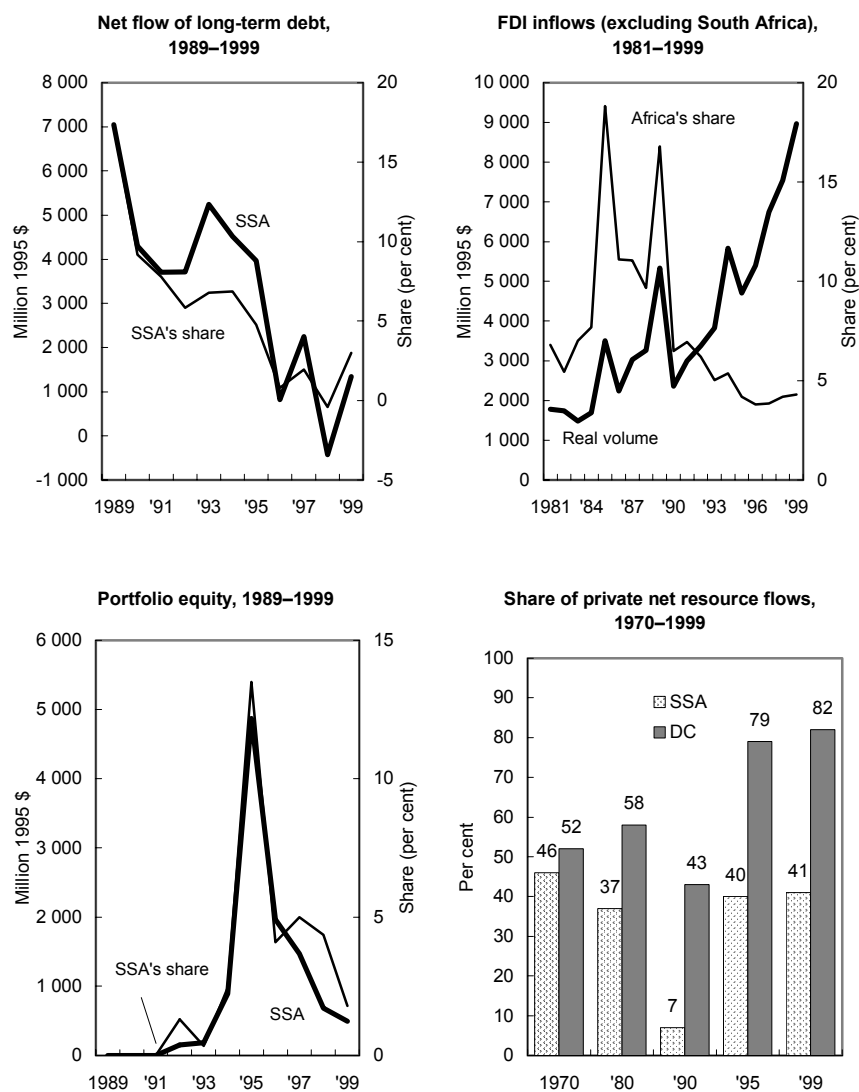 Net flow of long-term debt,
1989–1999
8 000
7 000
6 000
5 000
4 000
3 000
2 000
1 000
0
-1 000
Million 1995 $
20
15
10
5
0
-5
Share (per cent)
SSA
SSA's share
1989 '91 '93 '95 '97 '99
FDI inflows (excluding South Africa),
1981–1999
10 000
9 000
8 000
7 000
6 000
5 000
4 000
3 000
2 000
1 000
0
Million 1995 $
20
15
10
5
0
Share (per cent)
Africa's share
Real volume
1981 '84 '87 '90 '93 '96 '99
Portfolio equity, 1989–1999
6 000
5 000
4 000
3 000
2 000
1 000
0
Million 1995 $
15
10
5
0
Share (per cent)
SSA's share
SSA
1989 '91 '93 '95 '97 '99
Share of private net resource flows,
1970–1999
100
90
80
70
60
50
40
30
20
10
0
Per cent
SSA
DC
46 52
37 58
7 43
40 79
41 82
1970 '80 '90 '95 '99